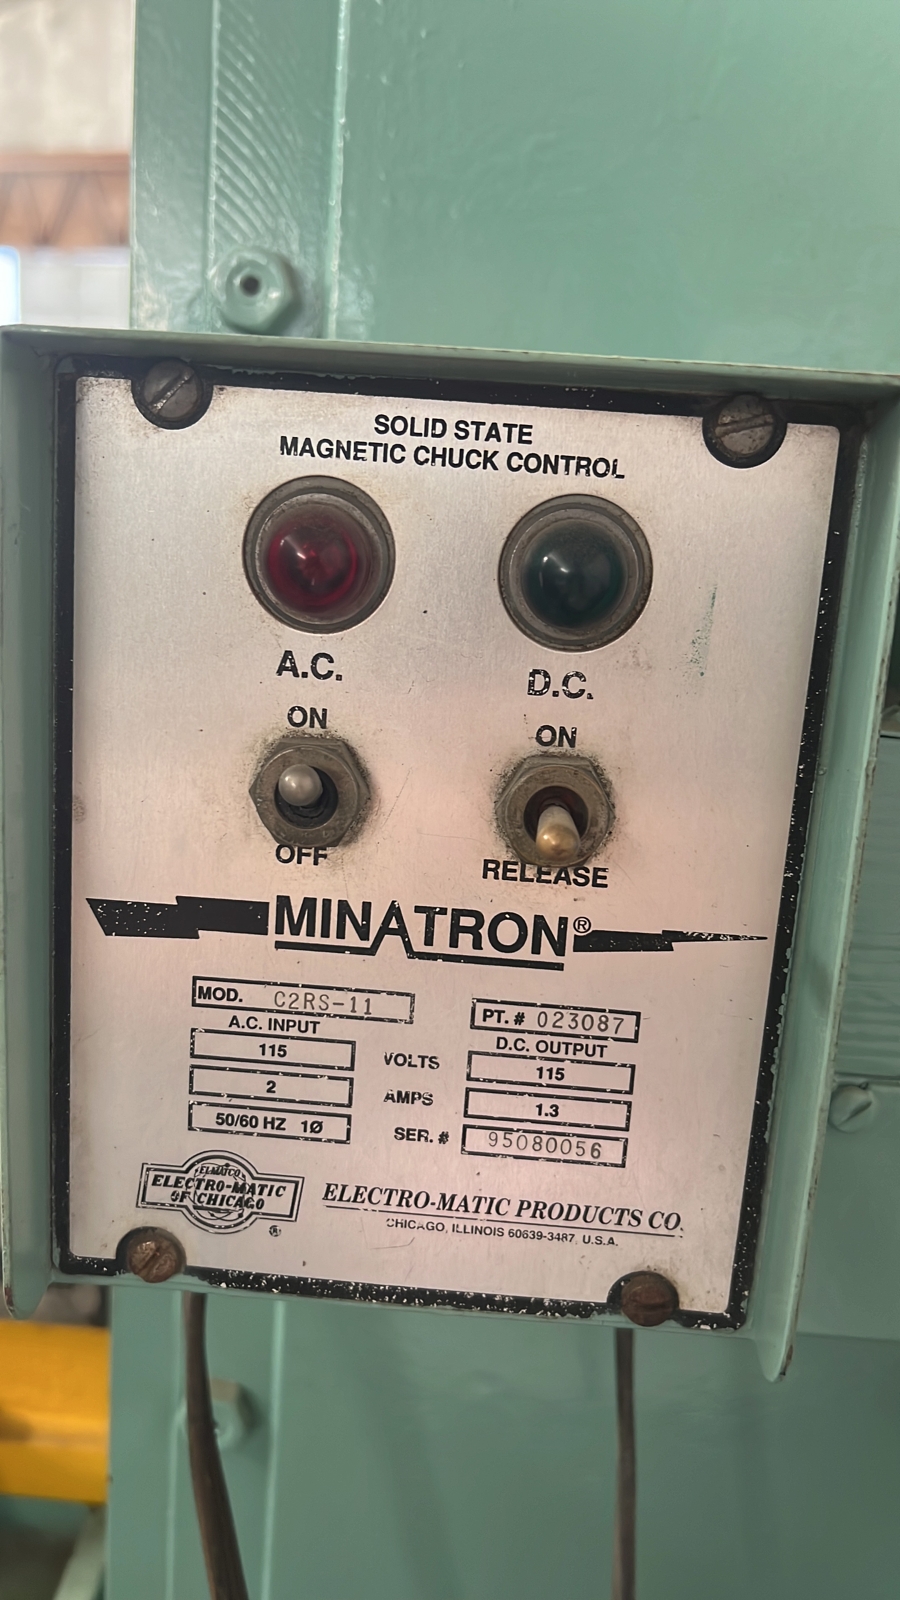 SOLID STATE
MAGNETIC CHUCK CONTROL
A.C.
D.C.
ON
ON
OFF
RELEASE
MINATRON®
MOD. C2RS-11
PT. # 023087
A.C. INPUT
D.C. OUTPUT
115 VOLTS 115
2 AMPS 1.3
50/60 HZ 1Ø SER. # 95080056
ELMATCO
ELECTRO-MATIC
OF CHICAGO
®
ELECTRO-MATIC PRODUCTS CO.
CHICAGO, ILLINOIS 60639-3487, U.S.A.